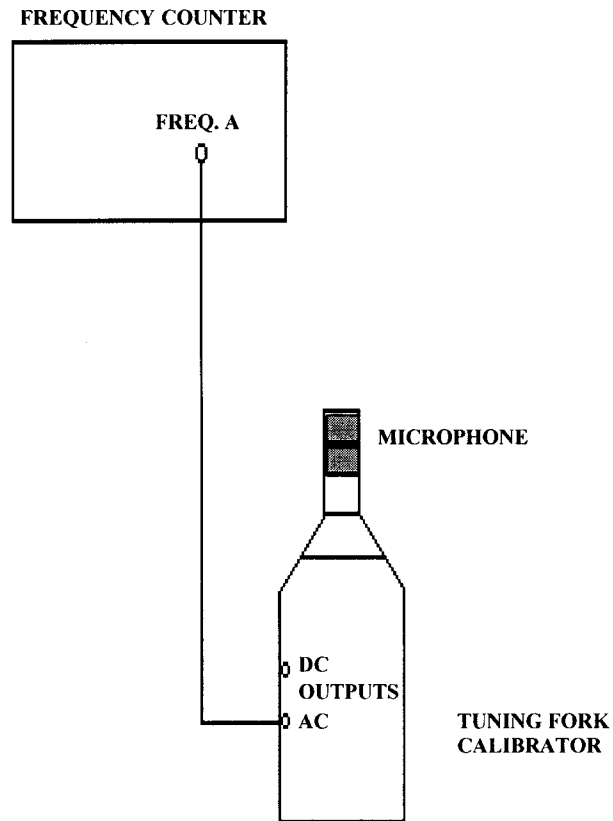 FREQUENCY COUNTER
FREQ. A
MICROPHONE
DC
OUTPUTS
AC
TUNING FORK
CALIBRATOR